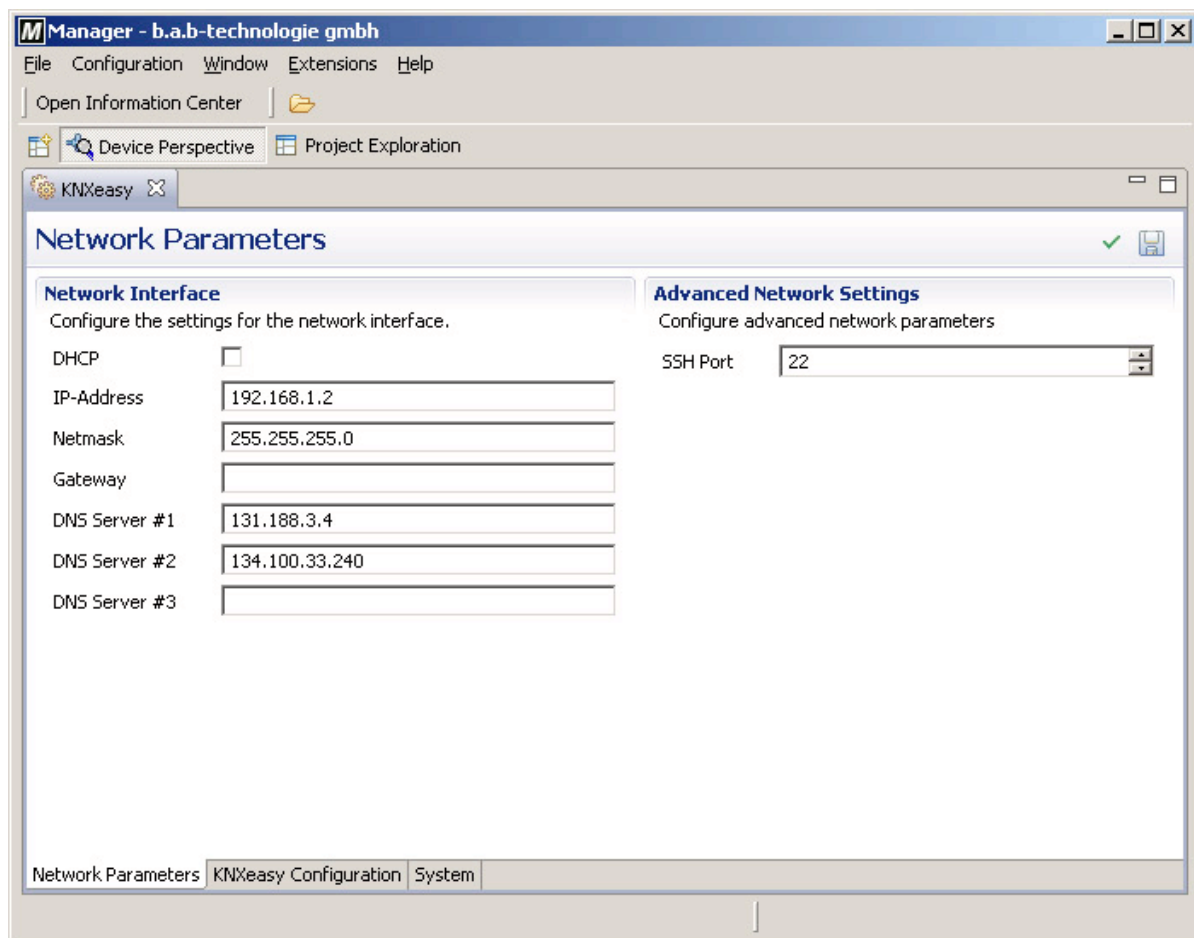 M Manager - b.a.b-technologie gmbh
File Configuration Window Extensions Help
Open Information Center
Device Perspective Project Exploration
KNXeasy
Network Parameters
Network Interface
Configure the settings for the network interface.
DHCP
IP-Address 192.168.1.2
Netmask 255.255.255.0
Gateway
DNS Server #1 131.188.3.4
DNS Server #2 134.100.33.240
DNS Server #3
Advanced Network Settings
Configure advanced network parameters
SSH Port 22
Network Parameters KNXeasy Configuration System